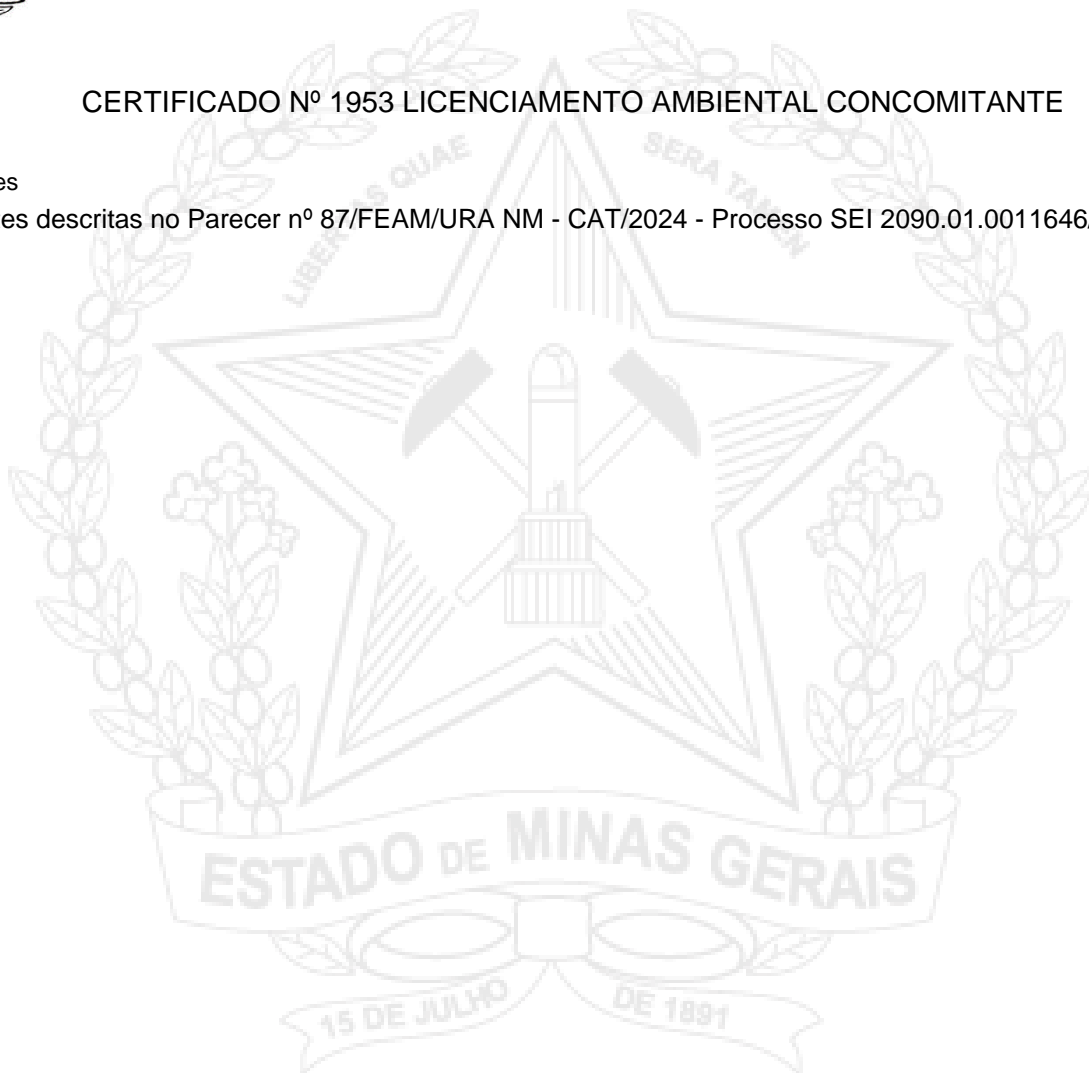 CERTIFICADO Nº 1953 LICENCIAMENTO AMBIENTAL CONCOMITANTE
LIBERTAS QUAE SERA TAMEN
es
es descritas no Parecer nº 87/FEAM/URA NM - CAT/2024 - Processo SEI 2090.01.0011646/
ESTADO DE MINAS GERAIS
15 DE JULHO DE 1891